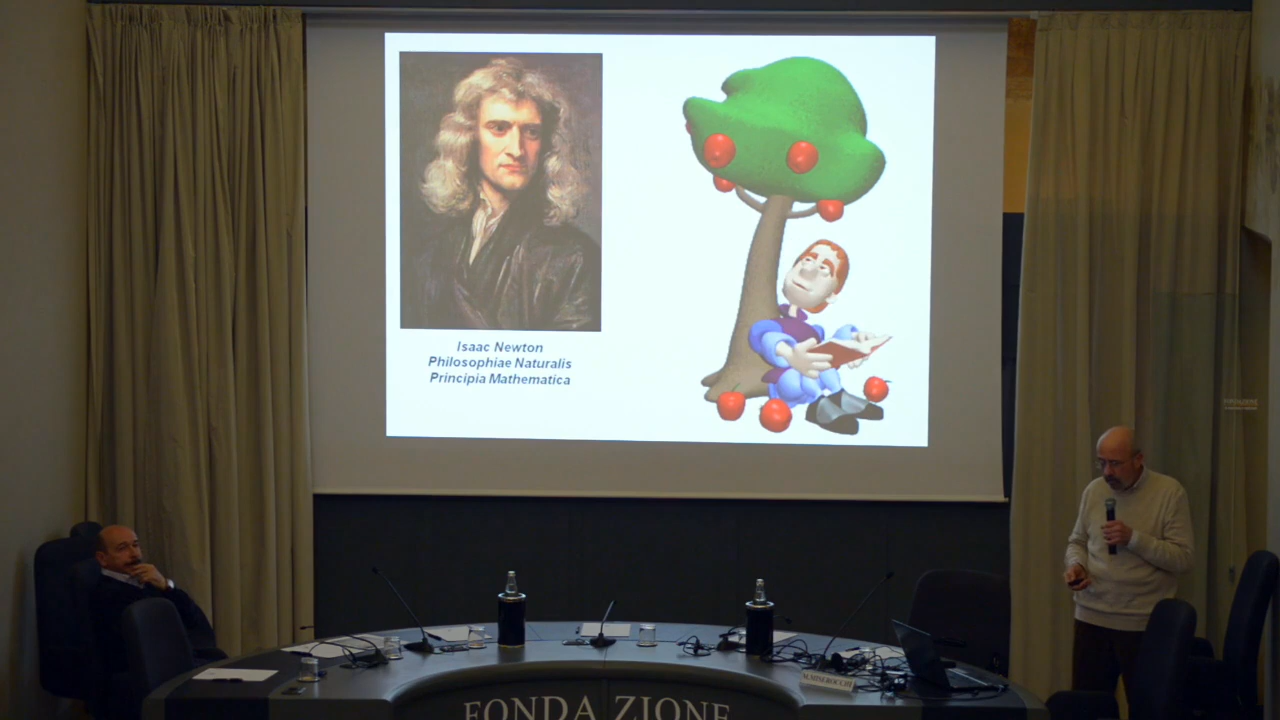 Isaac Newton
Philosophiae Naturalis
Principia Mathematica
FONDAZIONE